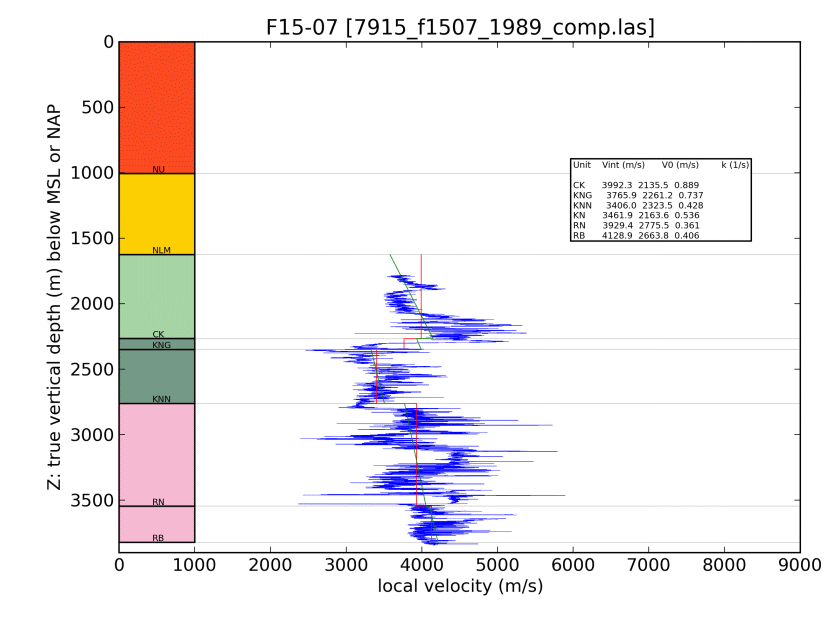 F15-07 [7915_f1507_1989_comp.las]
Z: true vertical depth (m) below MSL or NAP
0
500
1000
1500
2000
2500
3000
3500
NU
NLM
CK
KNG
KNN
RN
RB
Unit Vint (m/s) V0 (m/s) k (1/s)
CK 3992.3 2135.5 0.889
KNG 3765.9 2261.2 0.737
KNN 3406.0 2323.5 0.428
KN 3461.9 2163.6 0.536
RN 3929.4 2775.5 0.361
RB 4128.9 2663.8 0.406
0 1000 2000 3000 4000 5000 6000 7000 8000 9000
local velocity (m/s)